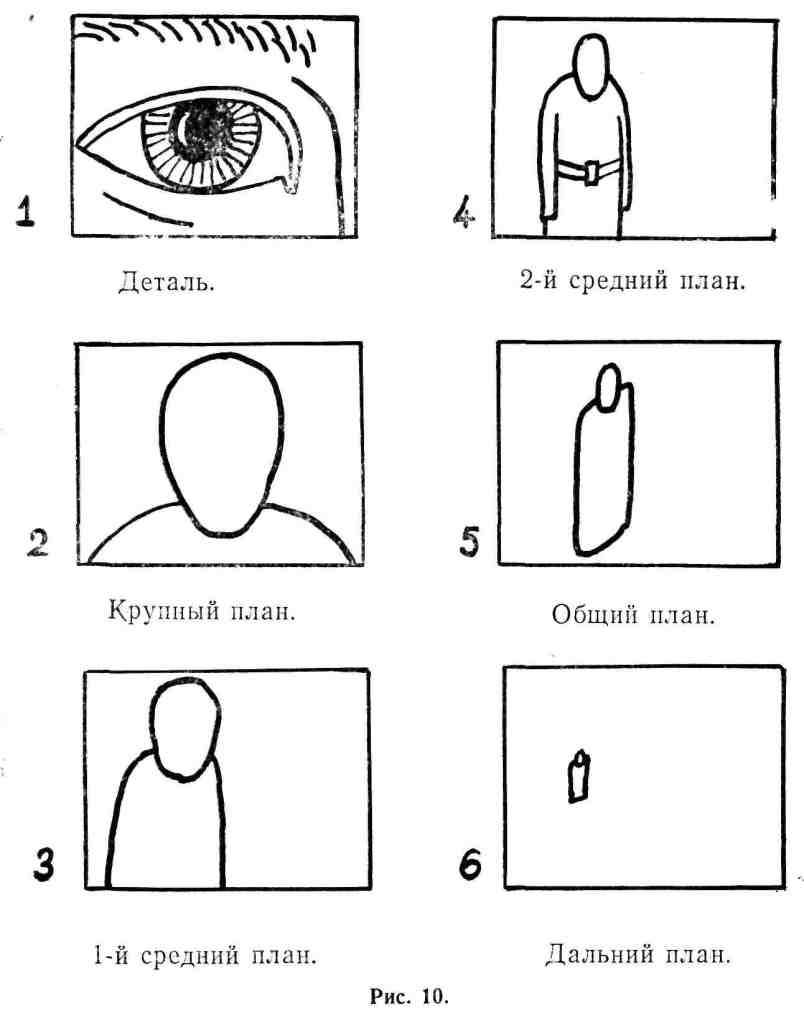 1
Деталь.
2
Крупный план.
3
1-й средний план.
4
2-й средний план.
5
Общий план.
6
Дальний план.
Рис. 10.